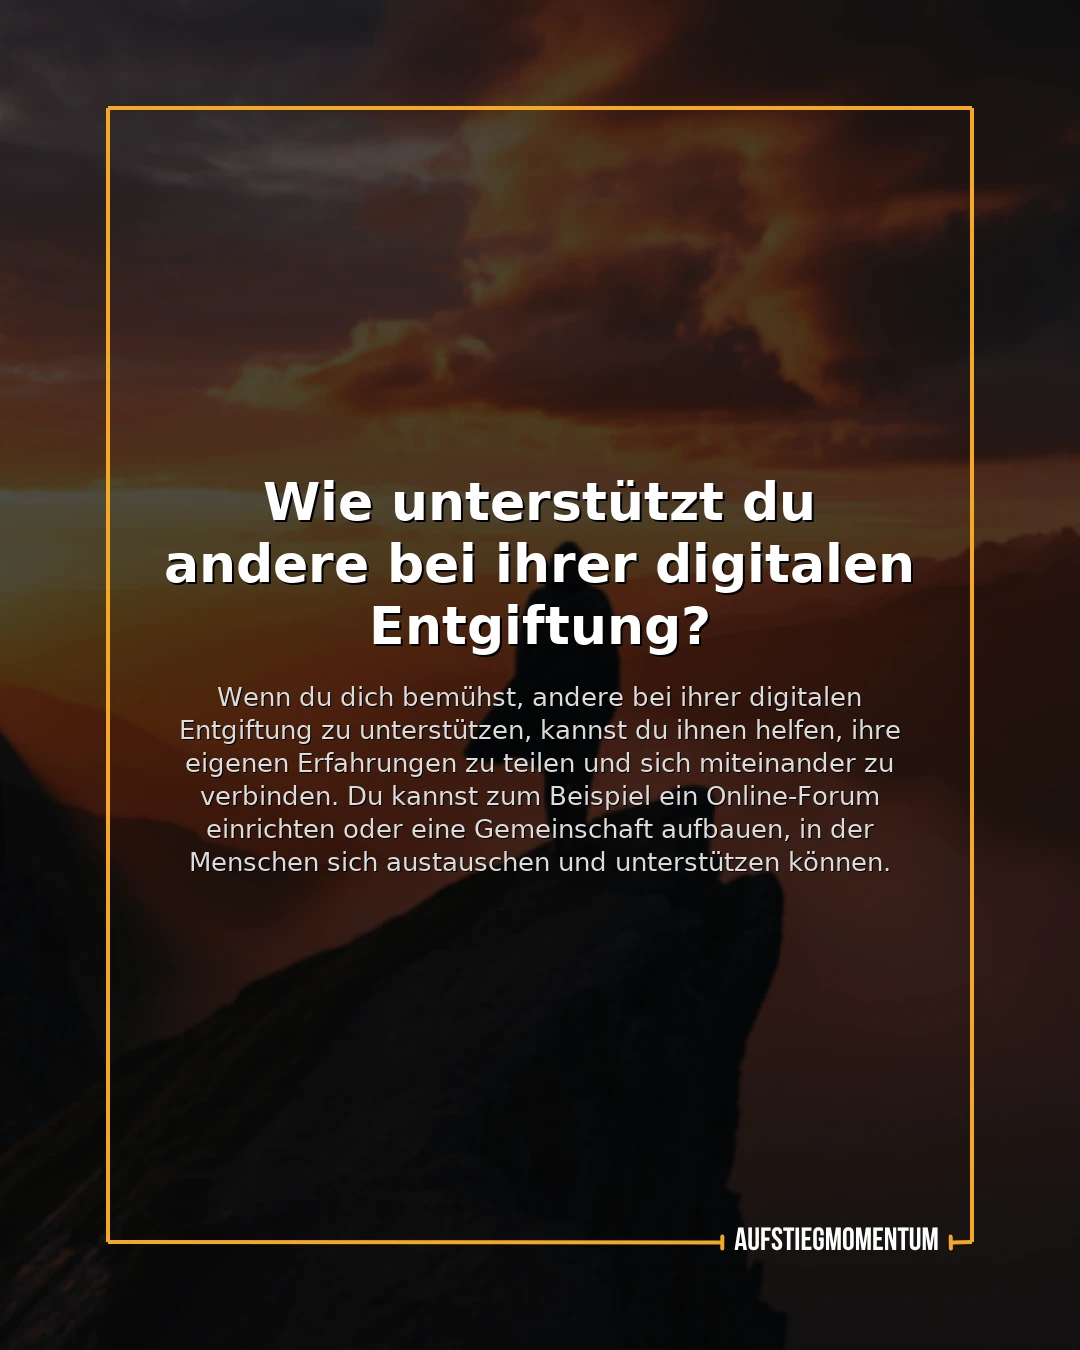 Wie unterstützt du
andere bei ihrer digitalen
Entgiftung?
Wenn du dich bemühst, andere bei ihrer digitalen
Entgiftung zu unterstützen, kannst du ihnen helfen, ihre
eigenen Erfahrungen zu teilen und sich miteinander zu
verbinden. Du kannst zum Beispiel ein Online-Forum
einrichten oder eine Gemeinschaft aufbauen, in der
Menschen sich austauschen und unterstützen können.
AUFSTIEGMOMENTUM